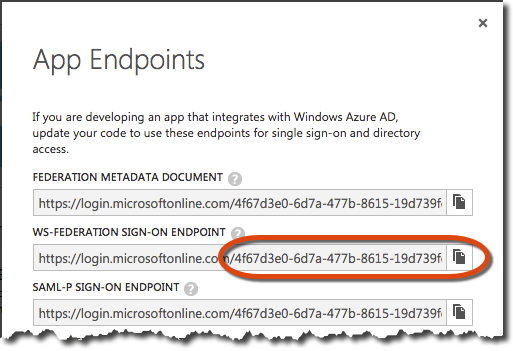 App Endpoints
If you are developing an app that integrates with Windows Azure AD,
update your code to use these endpoints for single sign-on and directory
access.
FEDERATION METADATA DOCUMENT ?
https://login.microsoftonline.com/4f67d3e0-6d7a-477b-8615-19d739f
WS-FEDERATION SIGN-ON ENDPOINT ?
https://login.microsoftonline.com/4f67d3e0-6d7a-477b-8615-19d739f
SAML-P SIGN-ON ENDPOINT ?
https://login.microsoftonline.com/4f67d3e0-6d7a-477b-8615-19d739f